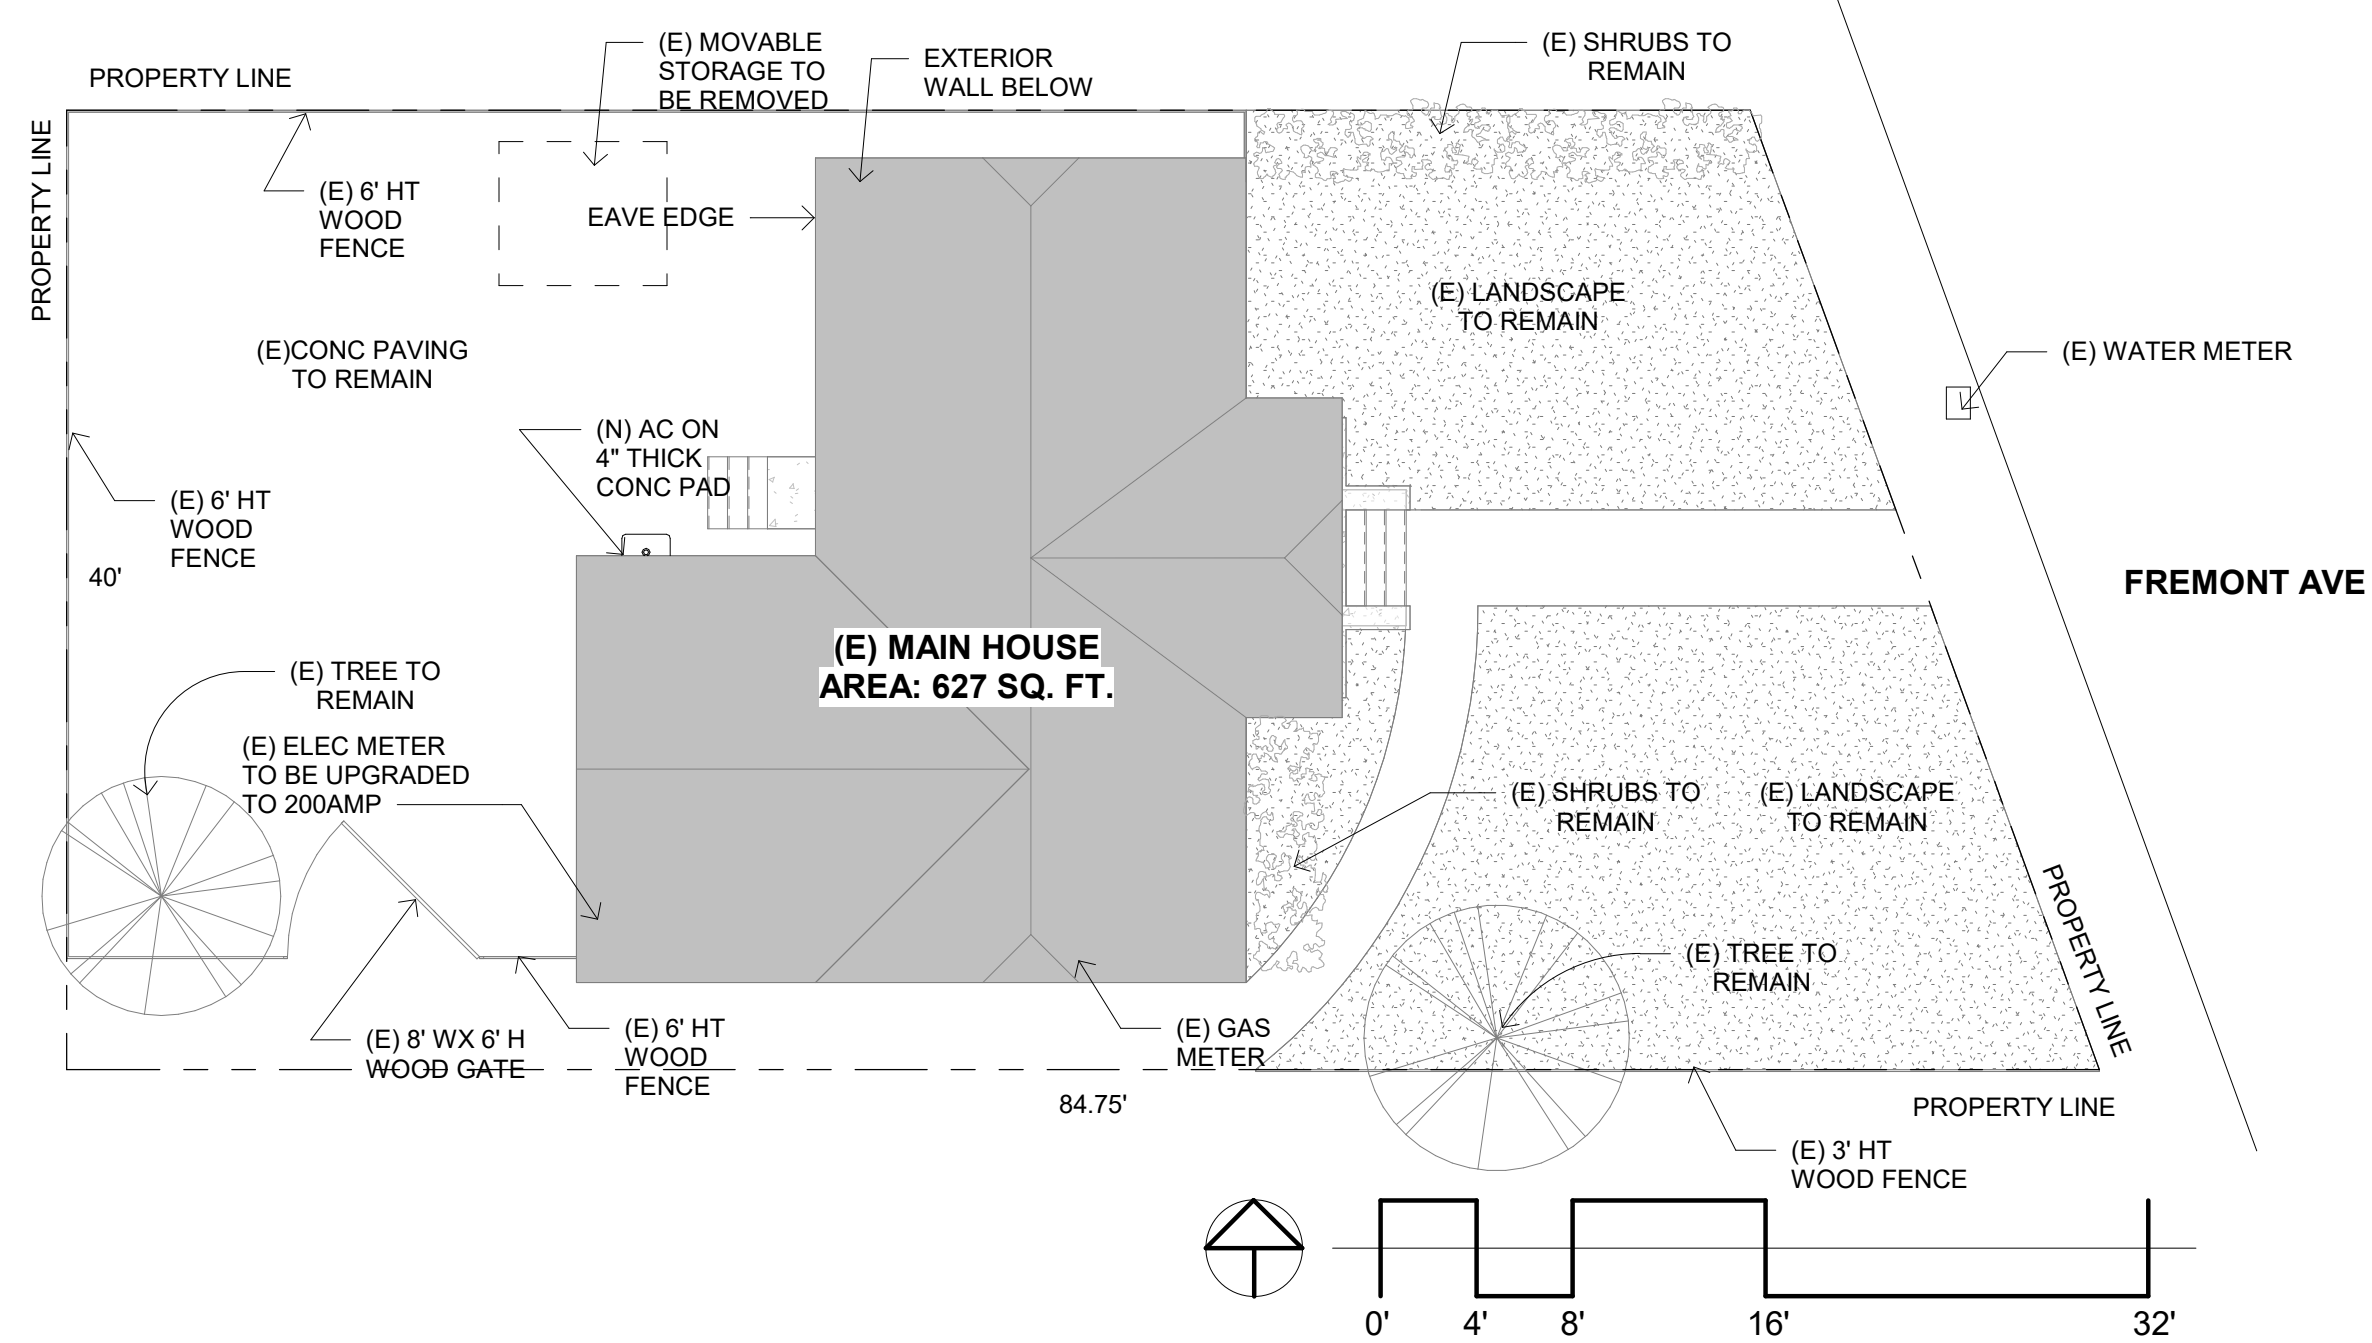 (E) MOVABLE
STORAGE TO
BE REMOVED
EXTERIOR
WALL BELOW
(E) SHRUBS TO
REMAIN
PROPERTY LINE
PROPERTY LINE
(E) 6' HT
WOOD
FENCE
EAVE EDGE
(E) LANDSCAPE
TO REMAIN
(E)CONC PAVING
TO REMAIN
(E) WATER METER
(N) AC ON
4" THICK
CONC PAD
(E) 6' HT
WOOD
FENCE
40'
FREMONT AVE
(E) MAIN HOUSE
AREA: 627 SQ. FT.
(E) TREE TO
REMAIN
(E) ELEC METER
TO BE UPGRADED
TO 200AMP
(E) SHRUBS TO
REMAIN
(E) LANDSCAPE
TO REMAIN
PROPERTY LINE
(E) TREE TO
REMAIN
(E) 8' WX 6' H
WOOD GATE
(E) 6' HT
WOOD
FENCE
(E) GAS
METER
84.75'
PROPERTY LINE
(E) 3' HT
WOOD FENCE
0' 4' 8' 16' 32'